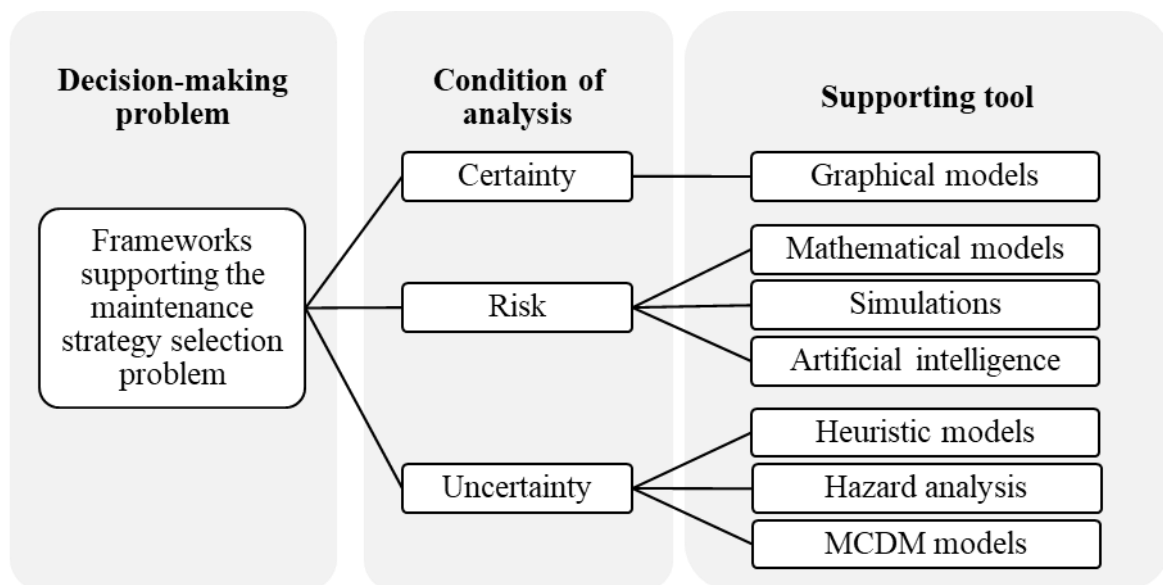 Decision-making
problem
Condition of
analysis
Supporting tool
Frameworks
supporting the
maintenance
strategy selection
problem
Certainty
Risk
Uncertainty
Graphical models
Mathematical models
Simulations
Artificial intelligence
Heuristic models
Hazard analysis
MCDM models